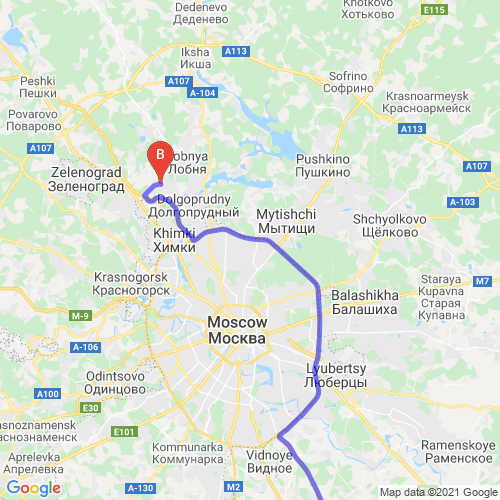 Dedenevo
Деденево
Khotkovo
Хотьково
E115
Iksha
Икша
A113
A107
Peshki
Пешки
A107
A-104
Sofrino
Софрино
Krasnoarmeysk
Красноармейск
Povarovo
Поварово
A113
A107
B
Lobnya
Лобня
Pushkino
Пушкино
Zelenograd
Зеленоград
A107
A-103
Dolgoprudny
Долгопрудный
Mytishchi
Мытищи
Shchyolkovo
Щёлково
Khimki
Химки
Krasnogorsk
Красногорск
Balashikha
Балашиха
Staraya
Kupavna
Старая
Купавна
M7
M-9
Moscow
Москва
A-106
Lyubertsy
Люберцы
Odintsovo
Одинцово
A100
E30
asnoznamensk
аснознаменск
E101
Aprelevka
Апрелевка
Kommunarka
Коммунарка
Vidnoye
Видное
Ramenskoye
Раменское
A-130
M2
Google
Map data ©2021 Google